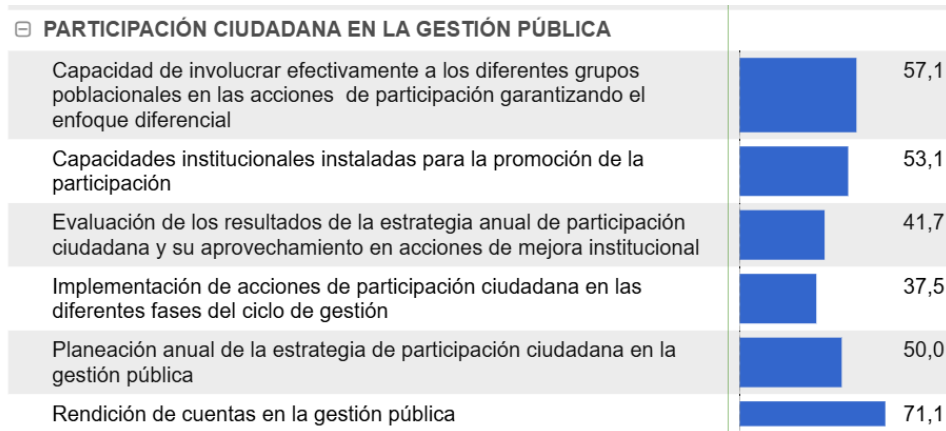 PARTICIPACIÓN CIUDADANA EN LA GESTIÓN PÚBLICA
Capacidad de involucrar efectivamente a los diferentes grupos
poblacionales en las acciones de participación garantizando el
enfoque diferencial
57,1
Capacidades institucionales instaladas para la promoción de la
participación
53,1
Evaluación de los resultados de la estrategia anual de participación
ciudadana y su aprovechamiento en acciones de mejora institucional
41,7
Implementación de acciones de participación ciudadana en las
diferentes fases del ciclo de gestión
37,5
Planeación anual de la estrategia de participación ciudadana en la
gestión pública
50,0
Rendición de cuentas en la gestión pública
71,1